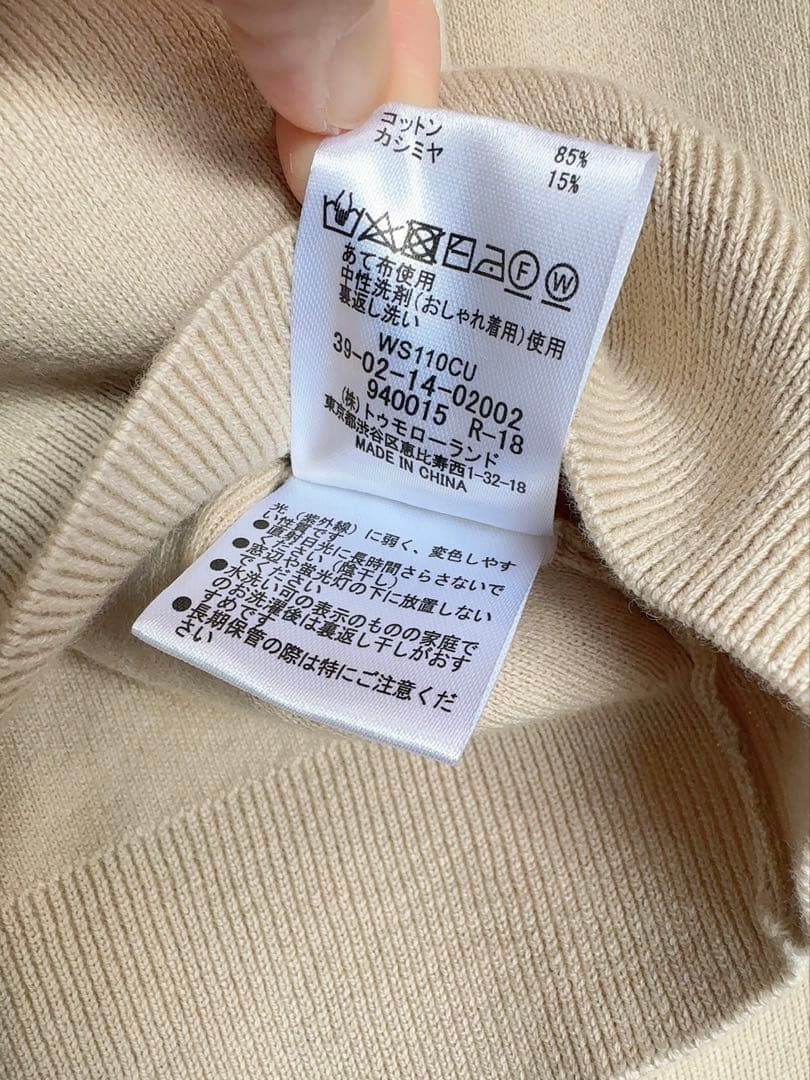 コットン 85%
カシミヤ 15%
F W
あて布使用
中性洗剤(おしゃれ着用)使用
裏返し洗い
WS110CU
39-02-14-02002
940015 R-18
(株)トゥモローランド
東京都渋谷区恵比寿西1-32-18
MADE IN CHINA
光(紫外線)に弱く、変色しやす
い性質です
●直射日光に長時間さらさないで
ください(陰干し)
●窓辺や蛍光灯の下に放置しない
でください
●水洗い可の表示のものの家庭で
のお洗濯後は裏返し干しがおす
すめです
●長期保管の際は特にご注意くだ
さい